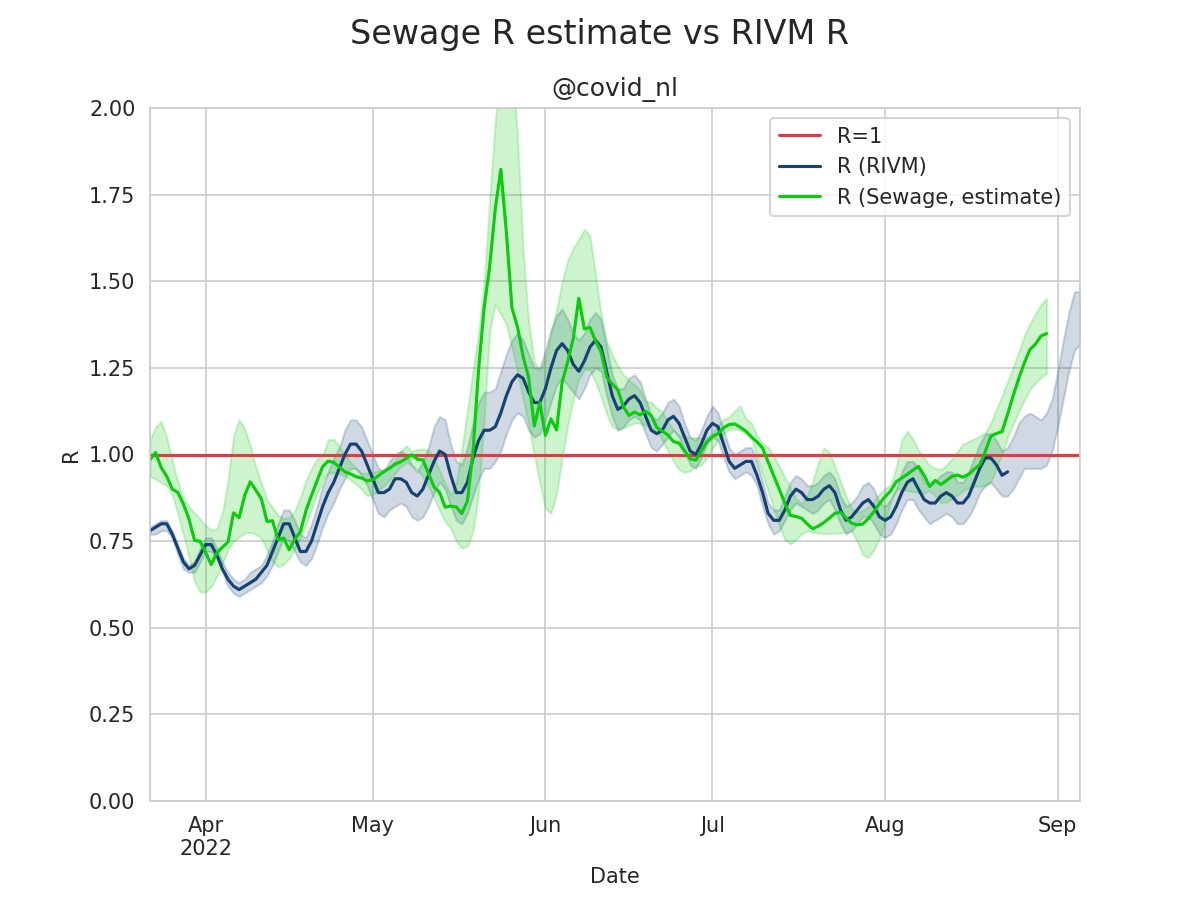 Sewage R estimate vs RIVM R
@covid_nl
R=1
R (RIVM)
R (Sewage, estimate)
2.00
1.75
1.50
1.25
1.00
0.75
0.50
0.25
0.00
R
Apr
2022
May
Jun
Jul
Aug
Sep
Date